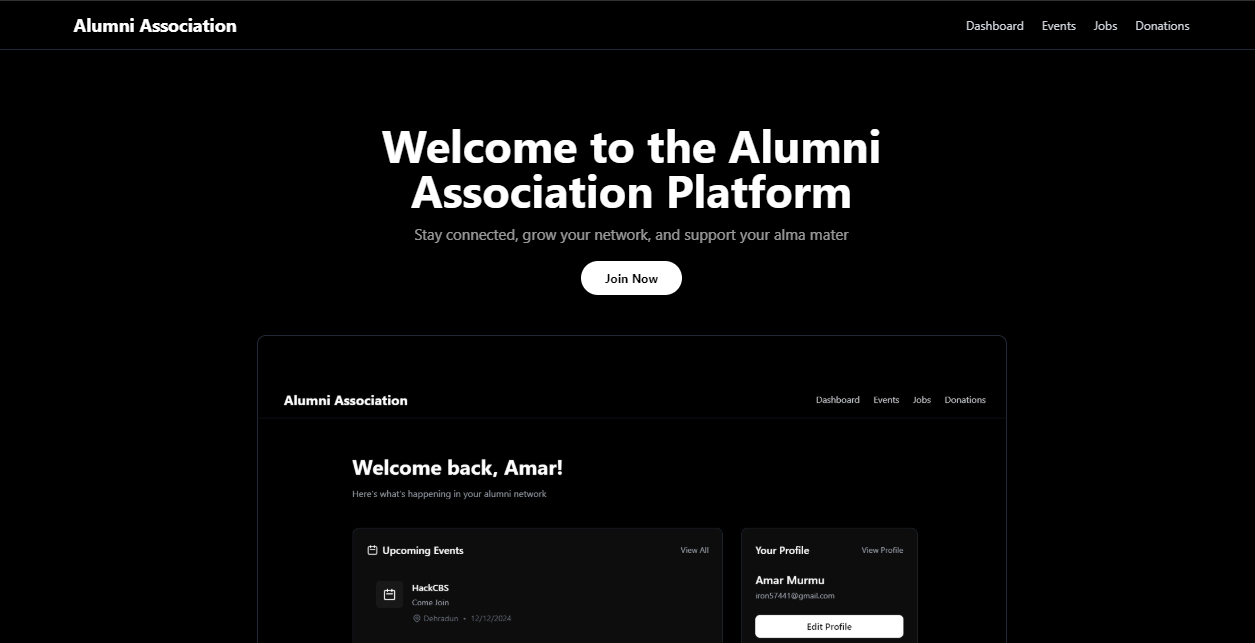 Alumni Association
Dashboard Events Jobs Donations
Welcome to the Alumni
Association Platform
Stay connected, grow your network, and support your alma mater
Join Now
Alumni Association
Dashboard Events Jobs Donations
Welcome back, Amar!
Here's what's happening in your alumni network
Upcoming Events
View All
HackCBS
Come Join
Dehradun • 12/12/2024
Your Profile
View Profile
Amar Murmu
iron57441@gmail.com
Edit Profile